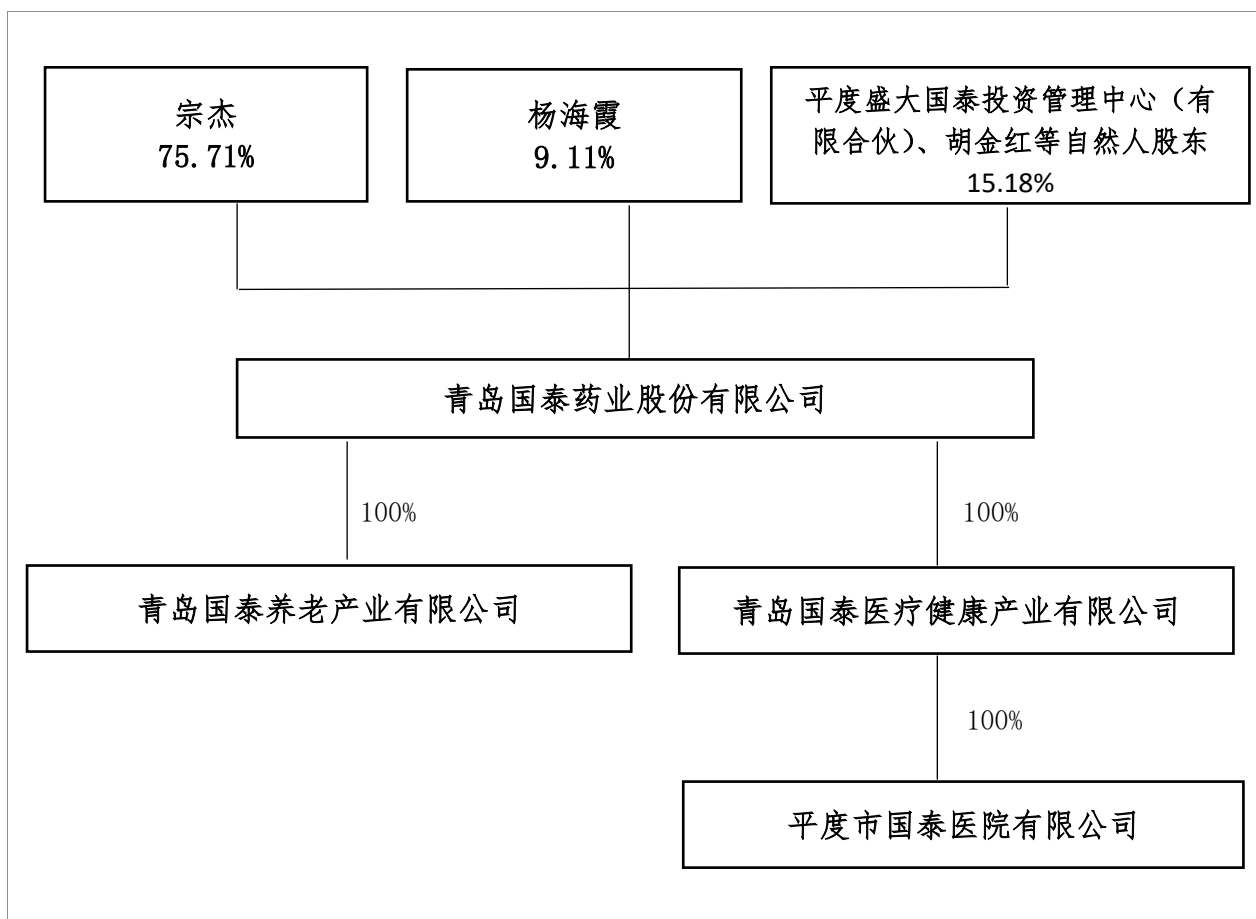 宗杰
75.71%
杨海霞
9.11%
平度盛大国泰投资管理中心（有
限合伙）、胡金红等自然人股东
15.18%
青岛国泰药业股份有限公司
100%
100%
青岛国泰养老产业有限公司
青岛国泰医疗健康产业有限公司
100%
平度市国泰医院有限公司